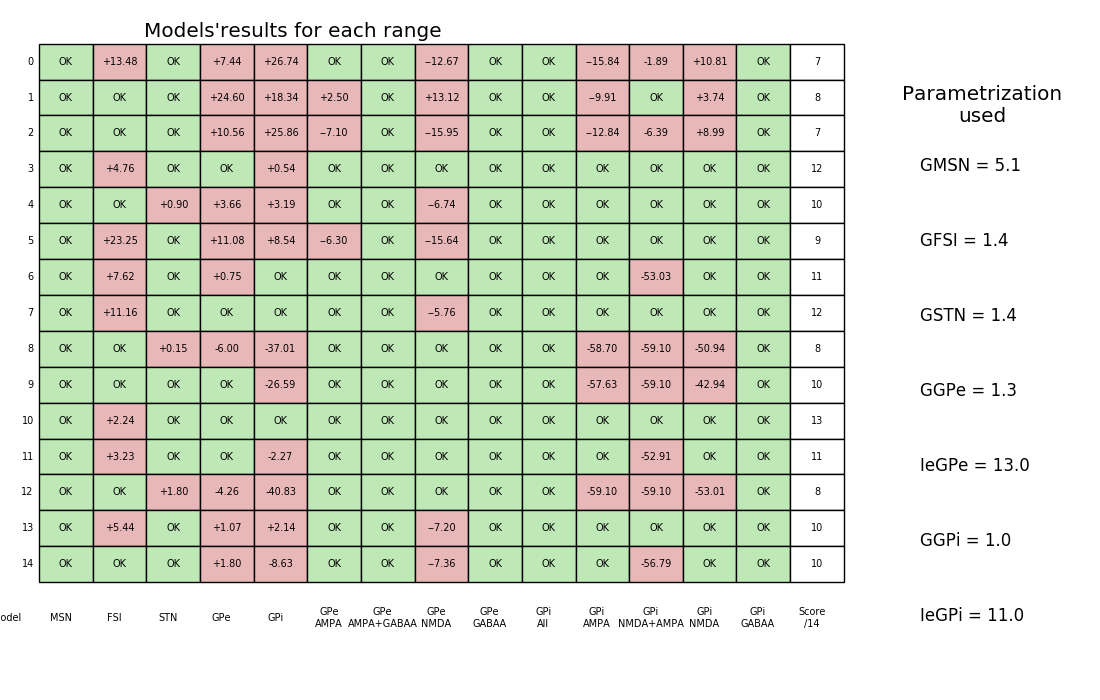 Models'results for each range
0 OK +13.48 OK +7.44 +26.74 OK OK −12.67 OK OK −15.84 -1.89 +10.81 OK 7
1 OK OK OK +24.60 +18.34 +2.50 OK +13.12 OK OK −9.91 OK +3.74 OK 8
2 OK OK OK +10.56 +25.86 −7.10 OK −15.95 OK OK −12.84 -6.39 +8.99 OK 7
3 OK +4.76 OK OK +0.54 OK OK OK OK OK OK OK OK OK 12
4 OK OK +0.90 +3.66 +3.19 OK OK −6.74 OK OK OK OK OK OK 10
5 OK +23.25 OK +11.08 +8.54 −6.30 OK −15.64 OK OK OK OK OK OK 9
6 OK +7.62 OK +0.75 OK OK OK OK OK OK OK -53.03 OK OK 11
7 OK +11.16 OK OK OK OK OK −5.76 OK OK OK OK OK OK 12
8 OK OK +0.15 -6.00 -37.01 OK OK OK OK OK -58.70 -59.10 -50.94 OK 8
9 OK OK OK OK -26.59 OK OK OK OK OK -57.63 -59.10 -42.94 OK 10
10 OK +2.24 OK OK OK OK OK OK OK OK OK OK OK OK 13
11 OK +3.23 OK OK -2.27 OK OK OK OK OK OK -52.91 OK OK 11
12 OK OK +1.80 -4.26 -40.83 OK OK OK OK OK -59.10 -59.10 -53.01 OK 8
13 OK +5.44 OK +1.07 +2.14 OK OK −7.20 OK OK OK OK OK OK 10
14 OK OK OK +1.80 -8.63 OK OK −7.36 OK OK OK -56.79 OK OK 10
odel MSN FSI STN GPe GPi GPe GPe GPe GPe GPi GPi GPi GPi GPi Score
AMPA AMPA+GABAA NMDA GABAA All AMPA NMDA+AMPA NMDA GABAA /14
Parametrization
used
GMSN = 5.1
GFSI = 1.4
GSTN = 1.4
GGPe = 1.3
IeGPe = 13.0
GGPi = 1.0
IeGPi = 11.0